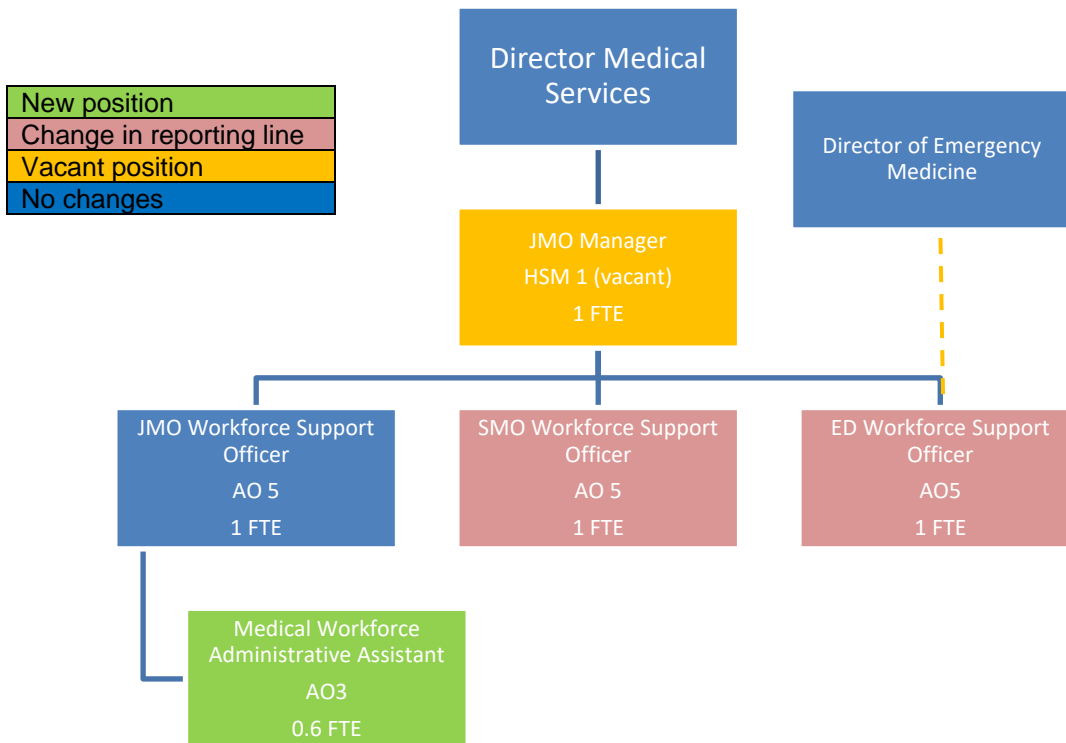 Director Medical
Services
New position
Change in reporting line
Vacant position
No changes
Director of Emergency
Medicine
JMO Manager
HSM 1 (vacant)
1 FTE
JMO Workforce Support
Officer
AO 5
1 FTE
SMO Workforce Support
Officer
AO 5
1 FTE
ED Workforce Support
Officer
AO5
1 FTE
Medical Workforce
Administrative Assistant
AO3
0.6 FTE